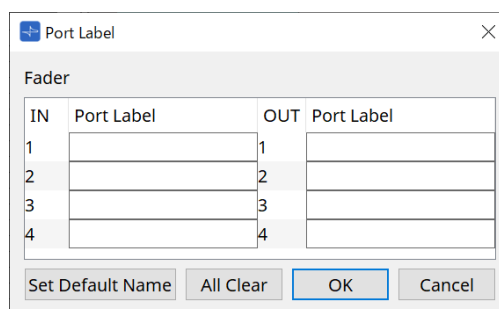 Port Label
Fader
IN Port Label OUT Port Label
1 1
2 2
3 3
4 4
Set Default Name All Clear OK Cancel